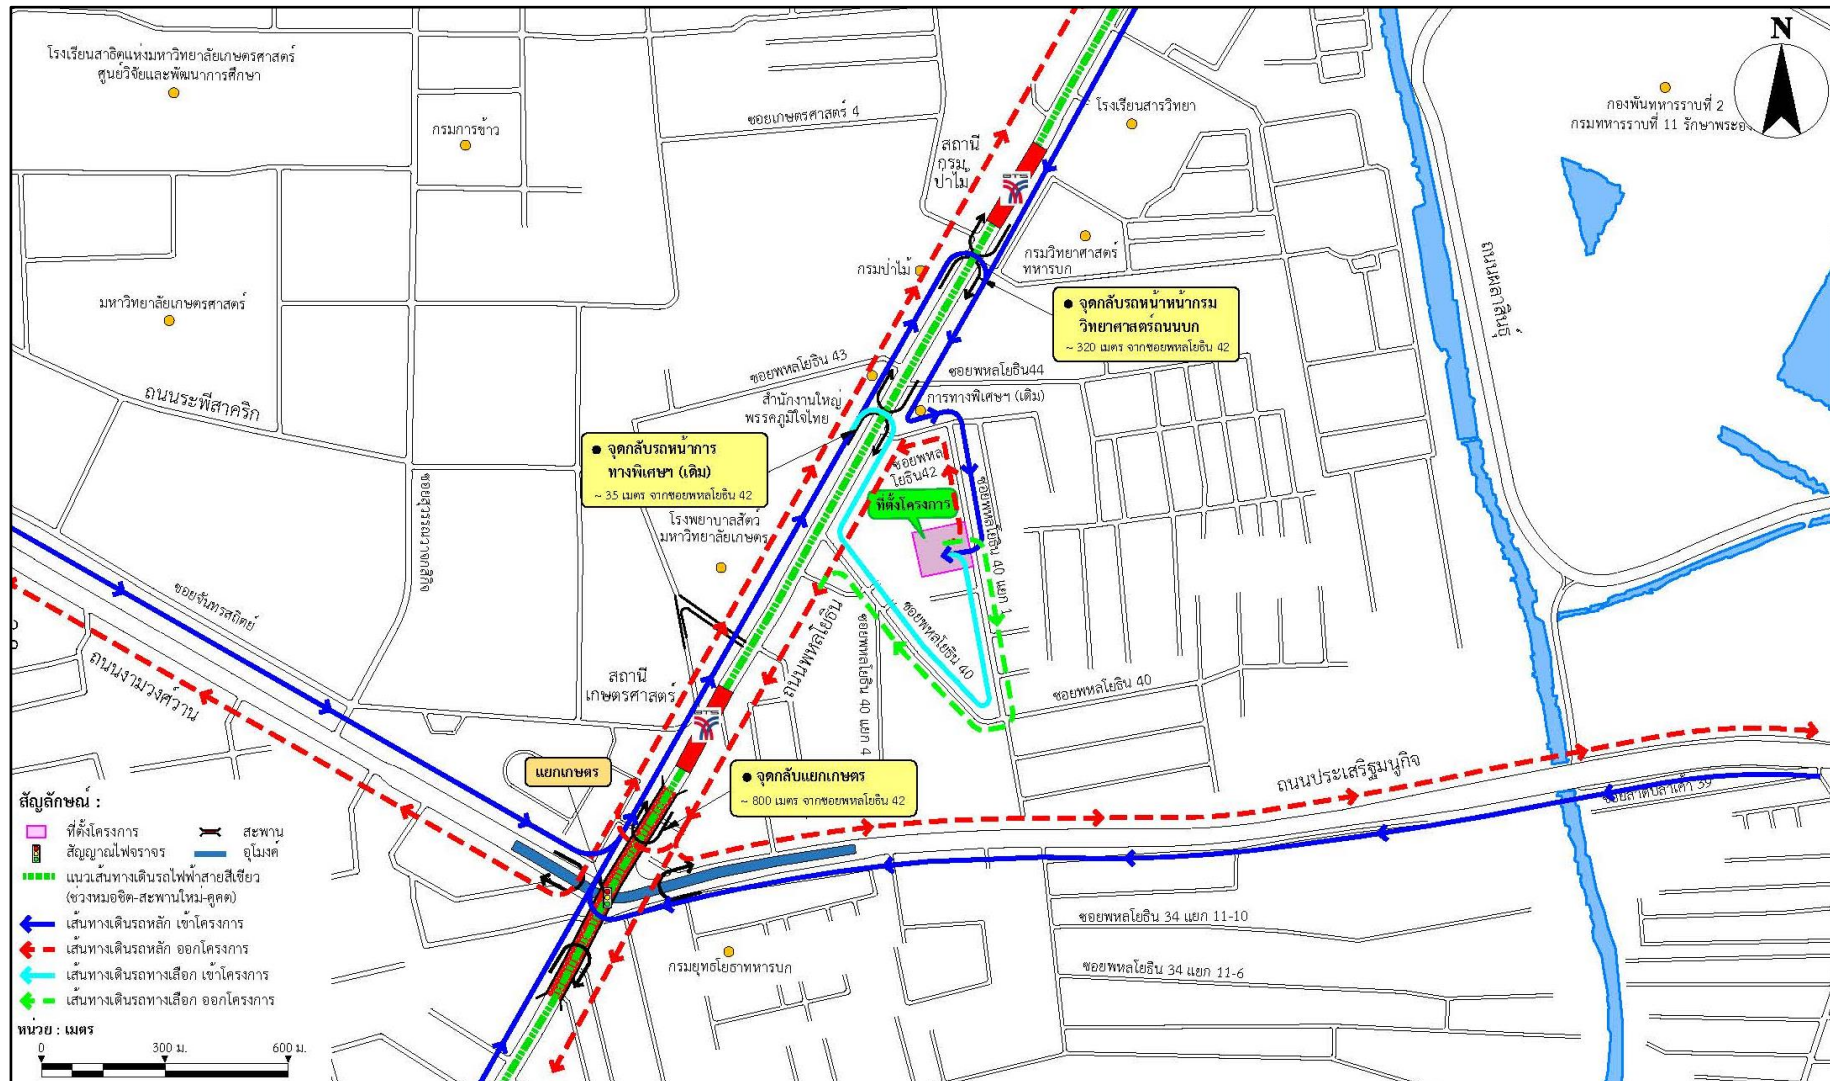 โรงเรียนสาธิตแห่งมหาวิทยาลัยเกษตรศาสตร์
ศูนย์วิจัยและพัฒนาการศึกษา
กรมการข้าว
ซอยเกษตรศาสตร์ 4
สถานี
กรม
ป่าไม้
BTS
โรงเรียนสารวิทยา
N
กองพันทหารราบที่ 2
กรมทหารราบที่ 11 รักษาพระอง
กรมวิทยาศาสตร์
ทหารบก
กรมป่าไม้
ถนนผลาสินธุ์
มหาวิทยาลัยเกษตรศาสตร์
● จุดกลับรถหน้าหน้ากรม
วิทยาศาสตร์ถนนบก
~ 320 เมตร จากซอยพหลโยธิน 42
ซอยพหลโยธิน 43
ซอยพหลโยธิน44
ถนนระพีสาคริก
สำนักงานใหญ่
พรรคภูมิใจไทย
การทางพิเศษฯ (เดิม)
● จุดกลับรถหน้าการ
ทางพิเศษฯ (เดิม)
~ 35 เมตร จากซอยพหลโยธิน 42
ซอยพหล
โยธิน42
ที่ตั้งโครงการ
ซอยพหลโยธิน 40 แยก 1
ซอยสุวรรณวาจกกสิกิจ
โรงพยาบาลสัตว์
มหาวิทยาลัยเกษตร
ซอยจันทรสถิตย์
ถนนงามวงศ์วาน
ถนนพหลโยธิน
ซอยพหลโยธิน 40
ซอยพหลโยธิน 40 แยก 4
ซอยพหลโยธิน 40
สถานี
เกษตรศาสตร์
BTS
แยกเกษตร
● จุดกลับแยกเกษตร
~ 800 เมตร จากซอยพหลโยธิน 42
ถนนประเสริฐมนูกิจ
ซอยลาดปลาเค้า 39
สัญลักษณ์ :
ที่ตั้งโครงการ
สะพาน
สัญญาณไฟจราจร
อุโมงค์
แนวเส้นทางเดินรถไฟฟ้าสายสีเขียว
(ช่วงหมอชิต-สะพานใหม่-คูคต)
เส้นทางเดินรถหลัก เข้าโครงการ
เส้นทางเดินรถหลัก ออกโครงการ
เส้นทางเดินรถทางเลือก เข้าโครงการ
เส้นทางเดินรถทางเลือก ออกโครงการ
กรมยุทธโยธาทหารบก
ซอยพหลโยธิน 34 แยก 11-10
ซอยพหลโยธิน 34 แยก 11-6
หน่วย : เมตร
0 300 ม. 600 ม.